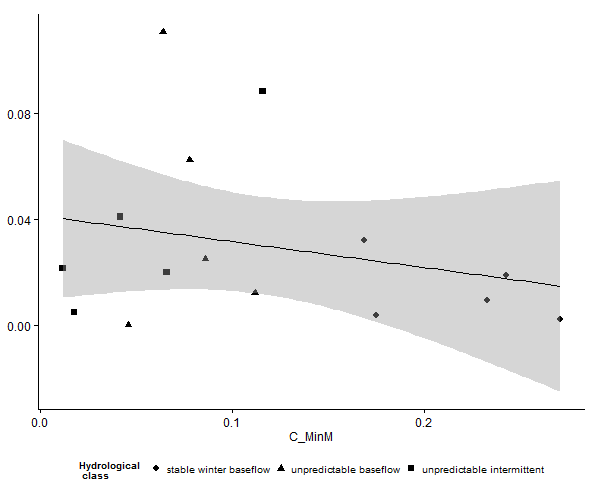 0.08
0.04
0.00
0.0 0.1 0.2
C_MinM
Hydrological class stable winter baseflow unpredictable baseflow unpredictable intermittent